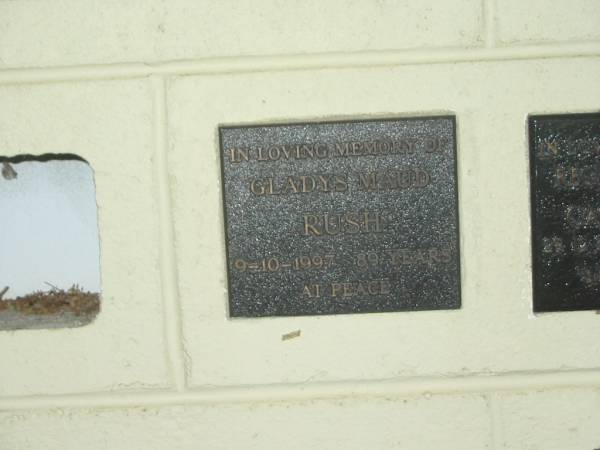 IN LOVING MEMORY OF
GLADYS MAUD
RUSH
9-10-1997 89 YEARS
AT PEACE